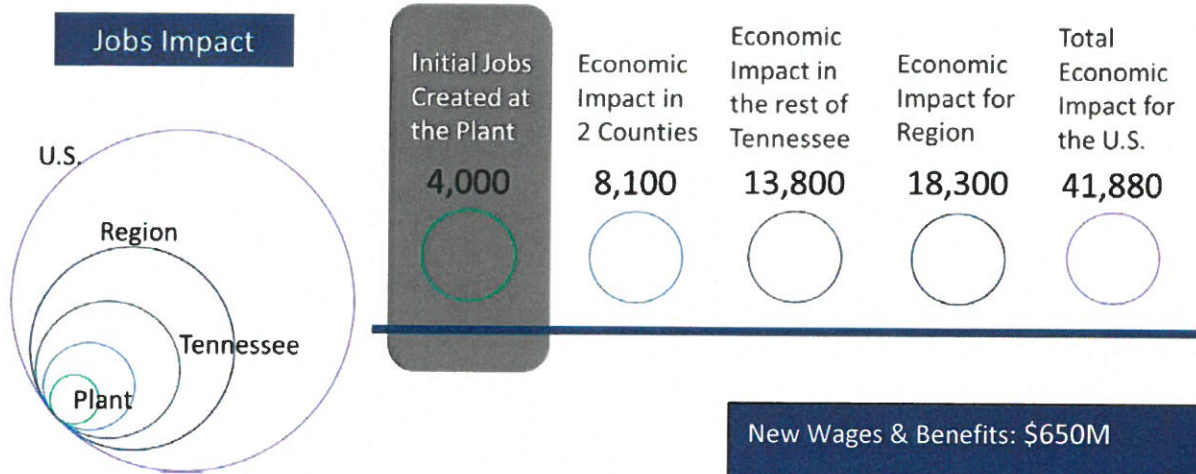 Jobs Impact
U.S.
Region
Tennessee
Plant
Initial Jobs
Created at
the Plant
4,000
Economic
Impact in
2 Counties
8,100
Economic
Impact in
the rest of
Tennessee
13,800
Economic
Impact for
Region
18,300
Total
Economic
Impact for
the U.S.
41,880
New Wages & Benefits: $650M